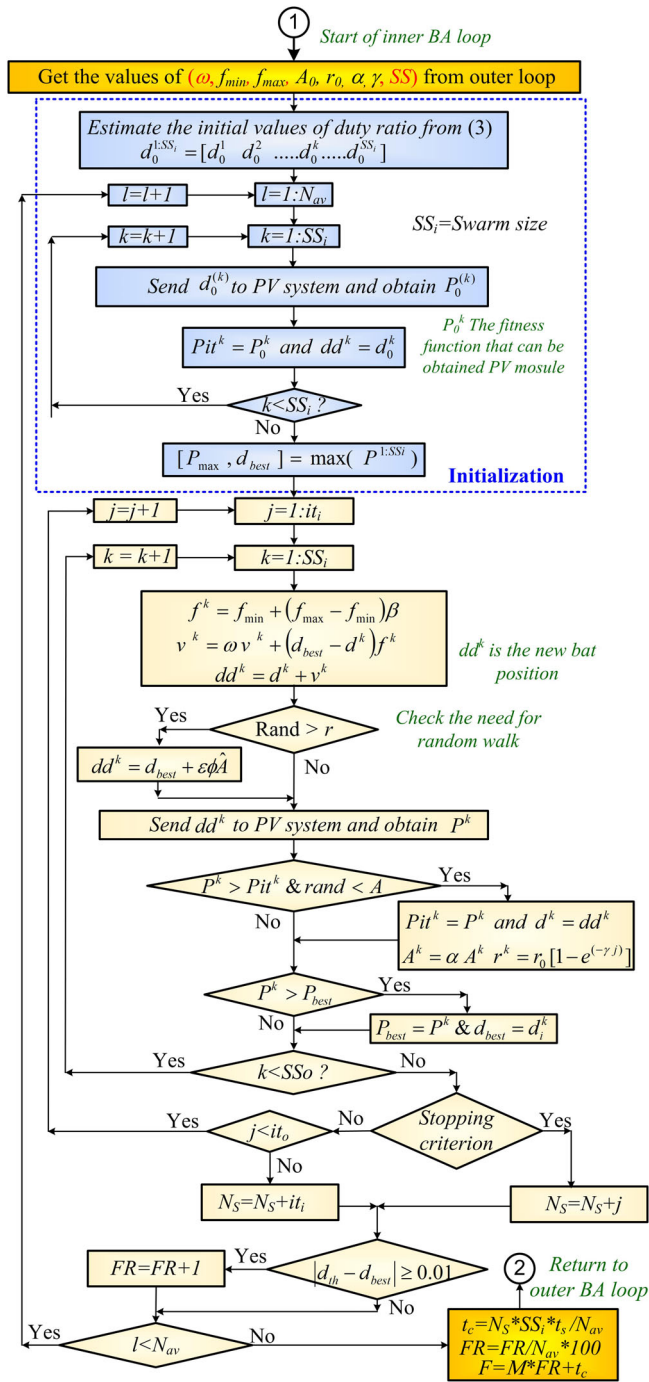 1
Start of inner BA loop
Get the values of (ω, f_min, f_max, A_0, r_0, α, γ, SS) from outer loop
Estimate the initial values of duty ratio from (3)
d_0^{1:SS_i} = [d_0^1 d_0^2 .....d_0^k.....d_0^{SS_i}]
l=l+1
l=1:N_av
k=k+1
k=1:SS_i
SS_i=Swarm size
Send d_0^{(k)} to PV system and obtain P_0^{(k)}
Pit^k = P_0^k and dd^k = d_0^k
P_0^k The fitness
function that can be
obtained PV mosule
Yes
k<SS_i ?
No
[P_max , d_best ] = max( P^{1:SSi} )
Initialization
j=j+1
j=1:it_i
k = k+1
k=1:SS_i
f^k = f_min + (f_max − f_min)β
v^k = ω v^k + (d_best − d^k) f^k
dd^k = d^k + v^k
dd^k is the new bat
position
Yes
Rand > r
Check the need for
random walk
dd^k = d_best + εϕÂ
No
Send dd^k to PV system and obtain P^k
P^k > Pit^k & rand < A
Yes
No
Pit^k = P^k and d^k = dd^k
A^k = α A^k r^k = r_0 [1−e^{(−γ j)}]
P^k > P_best
Yes
No
P_best = P^k & d_best = d_i^k
Yes
k<SSo ?
No
Yes
j<it_o
No
Stopping
criterion
Yes
No
N_S=N_S+it_i
N_S=N_S+j
FR=FR+1
Yes
|d_th − d_best| ≥ 0.01
No
2
Return to
outer BA loop
Yes
l<N_av
No
t_c=N_S*SS_i*t_s/N_av
FR=FR/N_av*100
F=M*FR+t_c